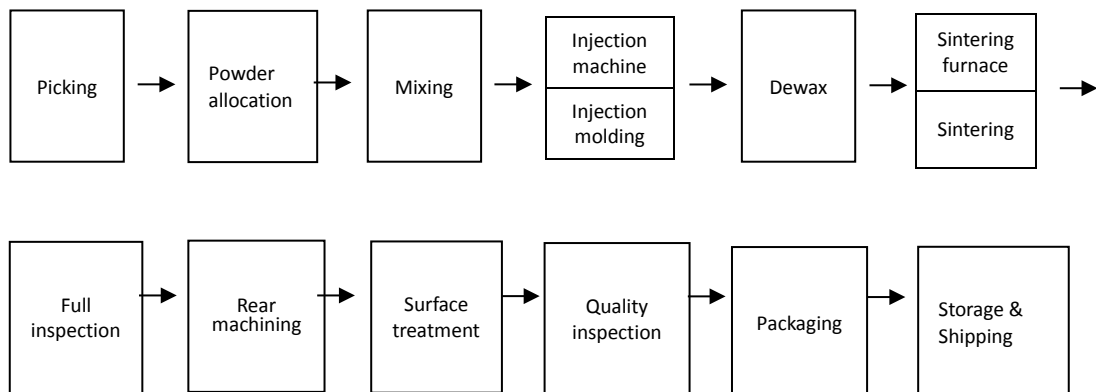 Picking
Powder
allocation
Mixing
Injection
machine
Injection
molding
Dewax
Sintering
furnace
Sintering
Full
inspection
Rear
machining
Surface
treatment
Quality
inspection
Packaging
Storage &
Shipping